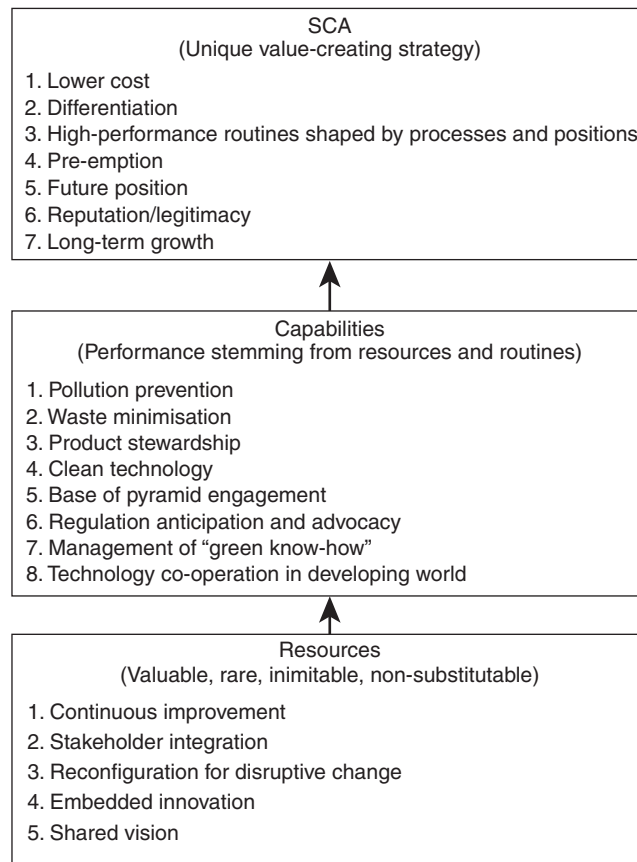 SCA
(Unique value-creating strategy)
1. Lower cost
2. Differentiation
3. High-performance routines shaped by processes and positions
4. Pre-emption
5. Future position
6. Reputation/legitimacy
7. Long-term growth
Capabilities
(Performance stemming from resources and routines)
1. Pollution prevention
2. Waste minimisation
3. Product stewardship
4. Clean technology
5. Base of pyramid engagement
6. Regulation anticipation and advocacy
7. Management of “green know-how”
8. Technology co-operation in developing world
Resources
(Valuable, rare, inimitable, non-substitutable)
1. Continuous improvement
2. Stakeholder integration
3. Reconfiguration for disruptive change
4. Embedded innovation
5. Shared vision